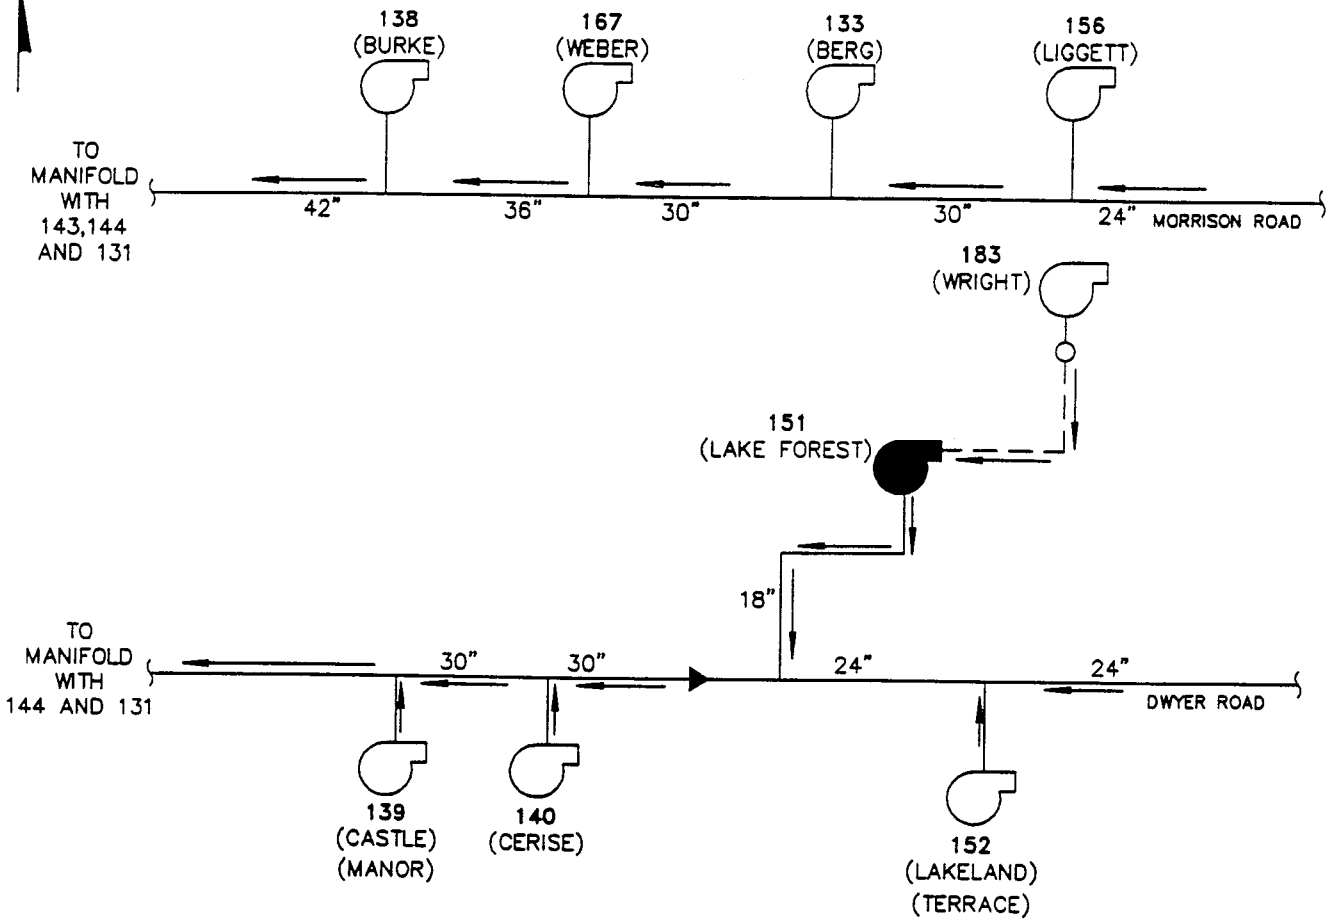 138
(BURKE)
167
(WEBER)
133
(BERG)
156
(LIGGETT)
TO
MANIFOLD
WITH
143,144
AND 131
42"
36"
30"
30"
24"
MORRISON ROAD
183
(WRIGHT)
151
(LAKE FOREST)
18"
TO
MANIFOLD
WITH
144 AND 131
30"
30"
24"
24"
DWYER ROAD
139
(CASTLE)
(MANOR)
140
(CERISE)
152
(LAKELAND)
(TERRACE)